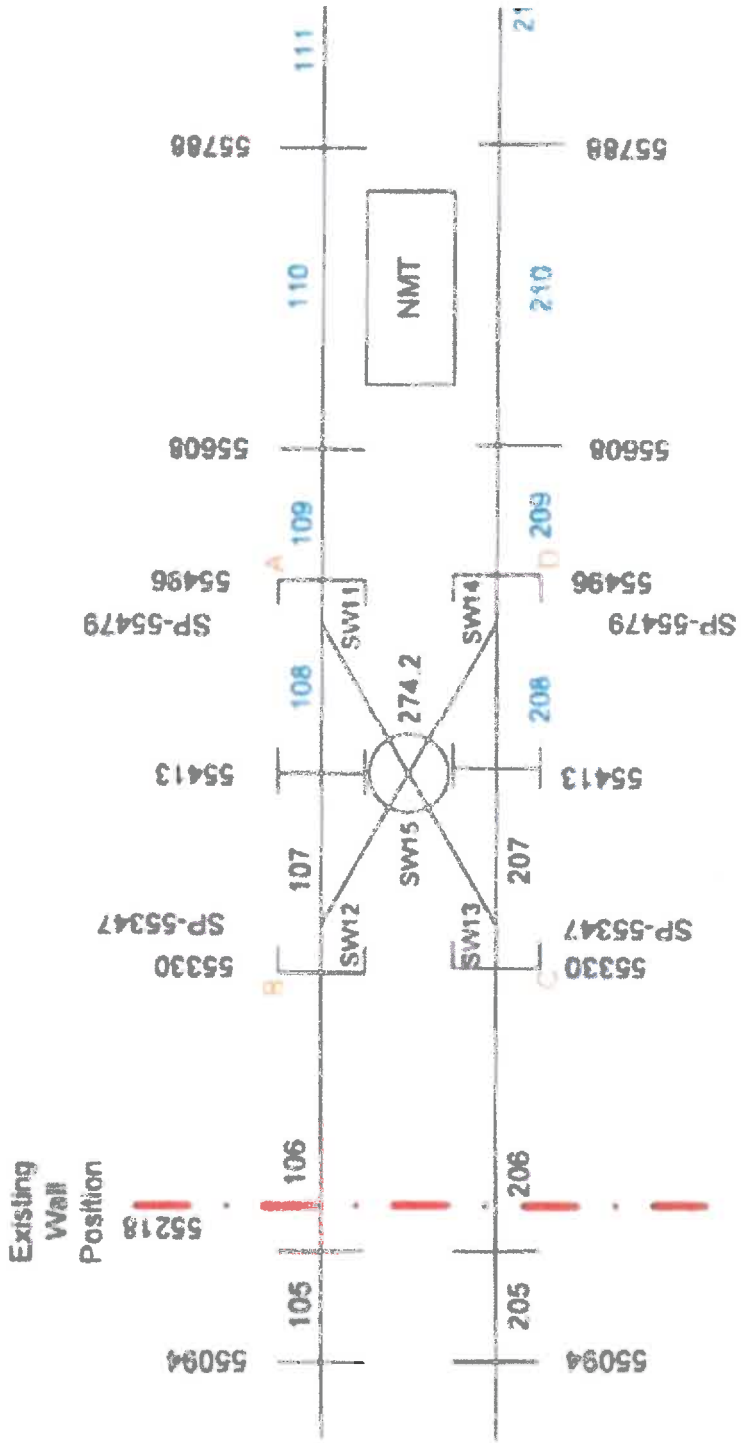 Existing
Wall
Position
55218
55094
55330
SP-55347
55413
SP-55479
55496
55608
55788
105
106
107
108
109
110
111
B
A
SW12
SW11
SW15
274.2
NMT
SW13
SW14
C
D
205
206
207
208
209
210
21
55094
55330
SP-55347
55413
SP-55479
55496
55608
55788